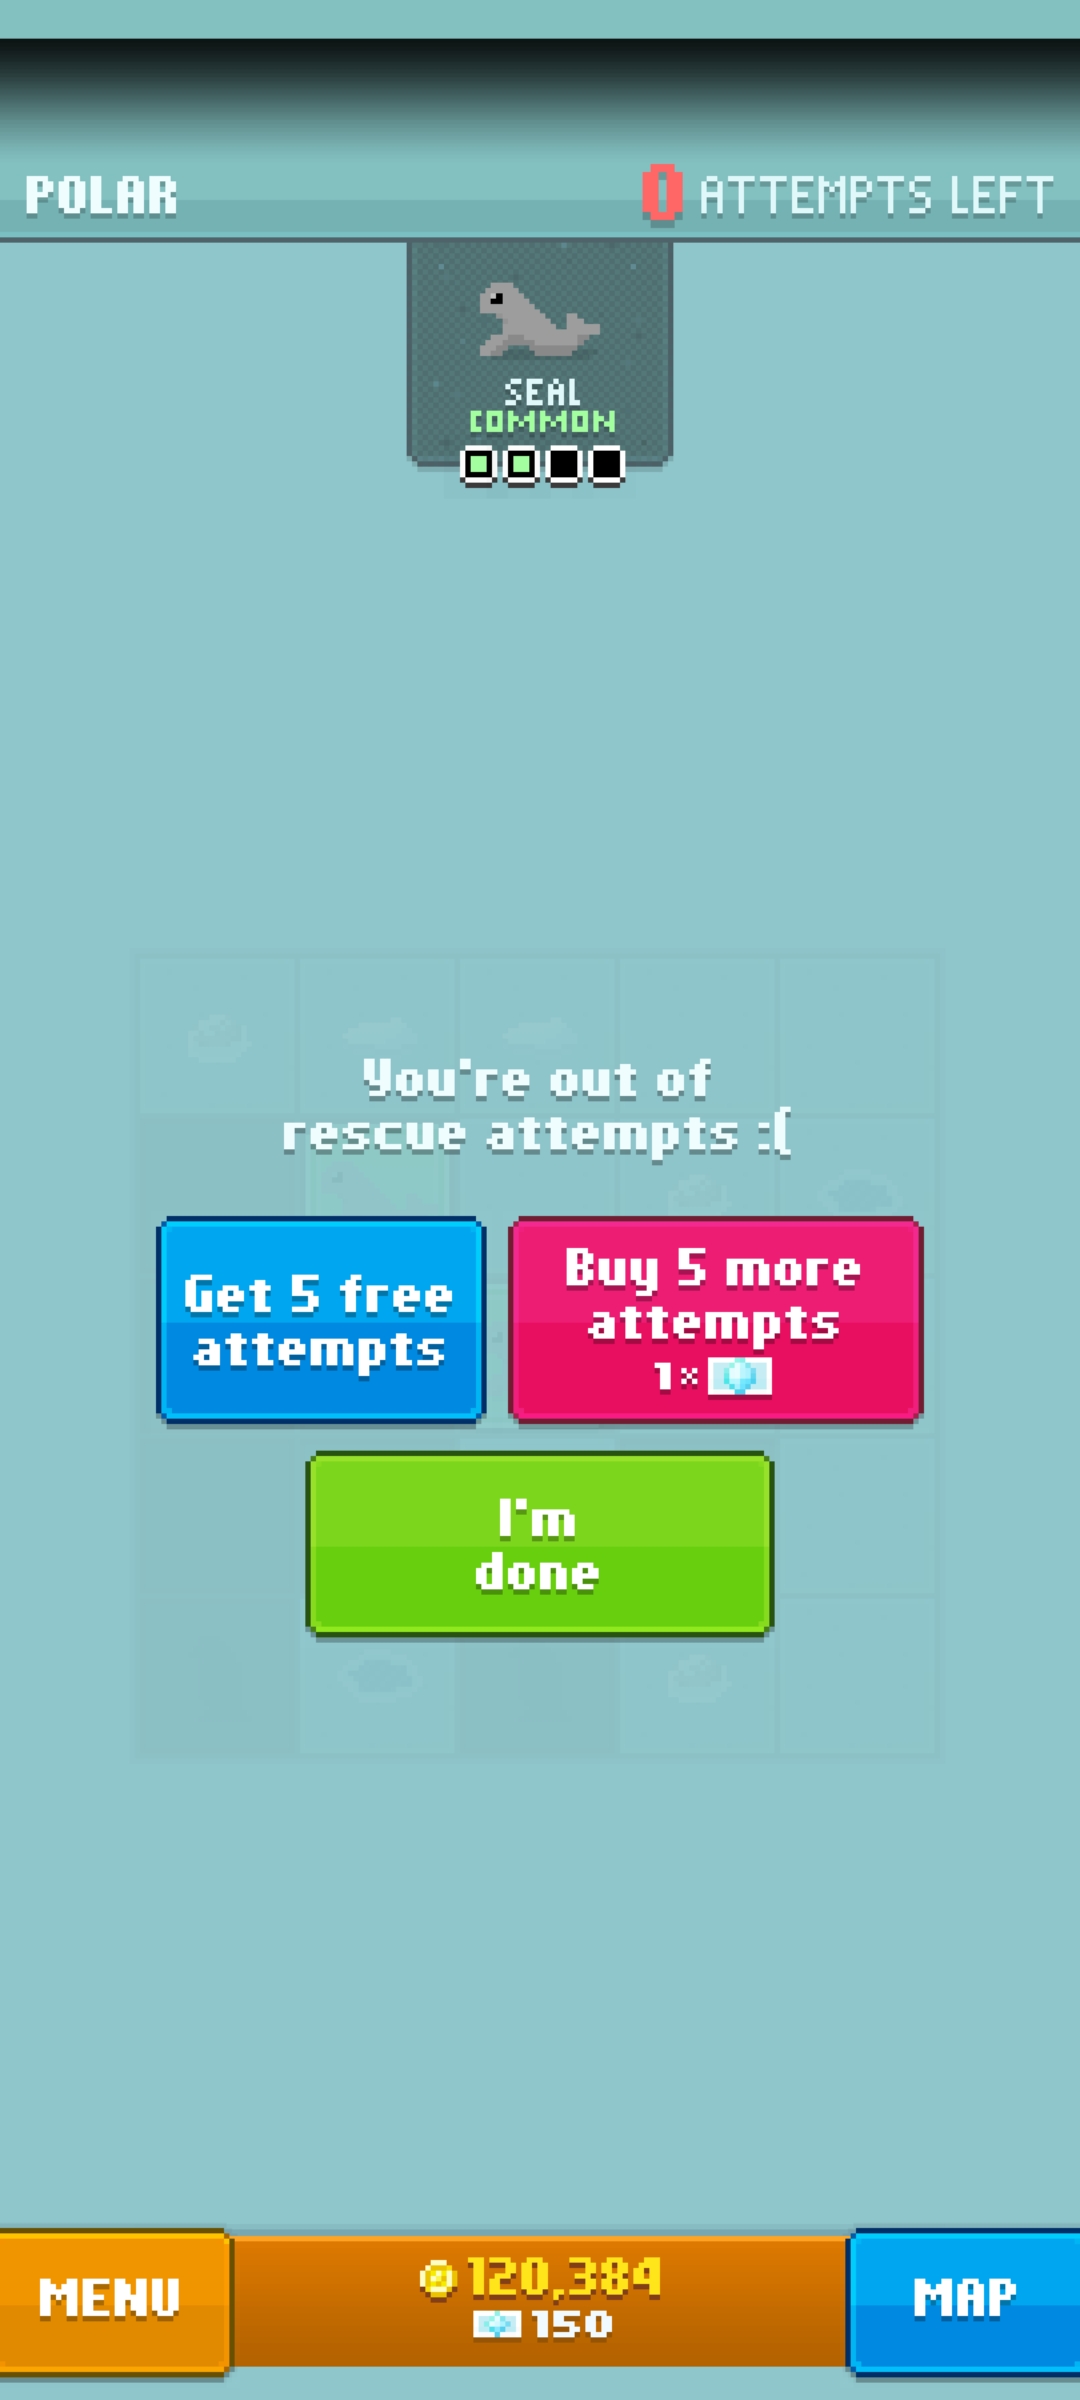 POLAR
0 ATTEMPTS LEFT
SEAL
COMMON
You're out of
rescue attempts :(
Get 5 free
attempts
Buy 5 more
attempts
1×
I'm
done
MENU
120,384
150
MAP